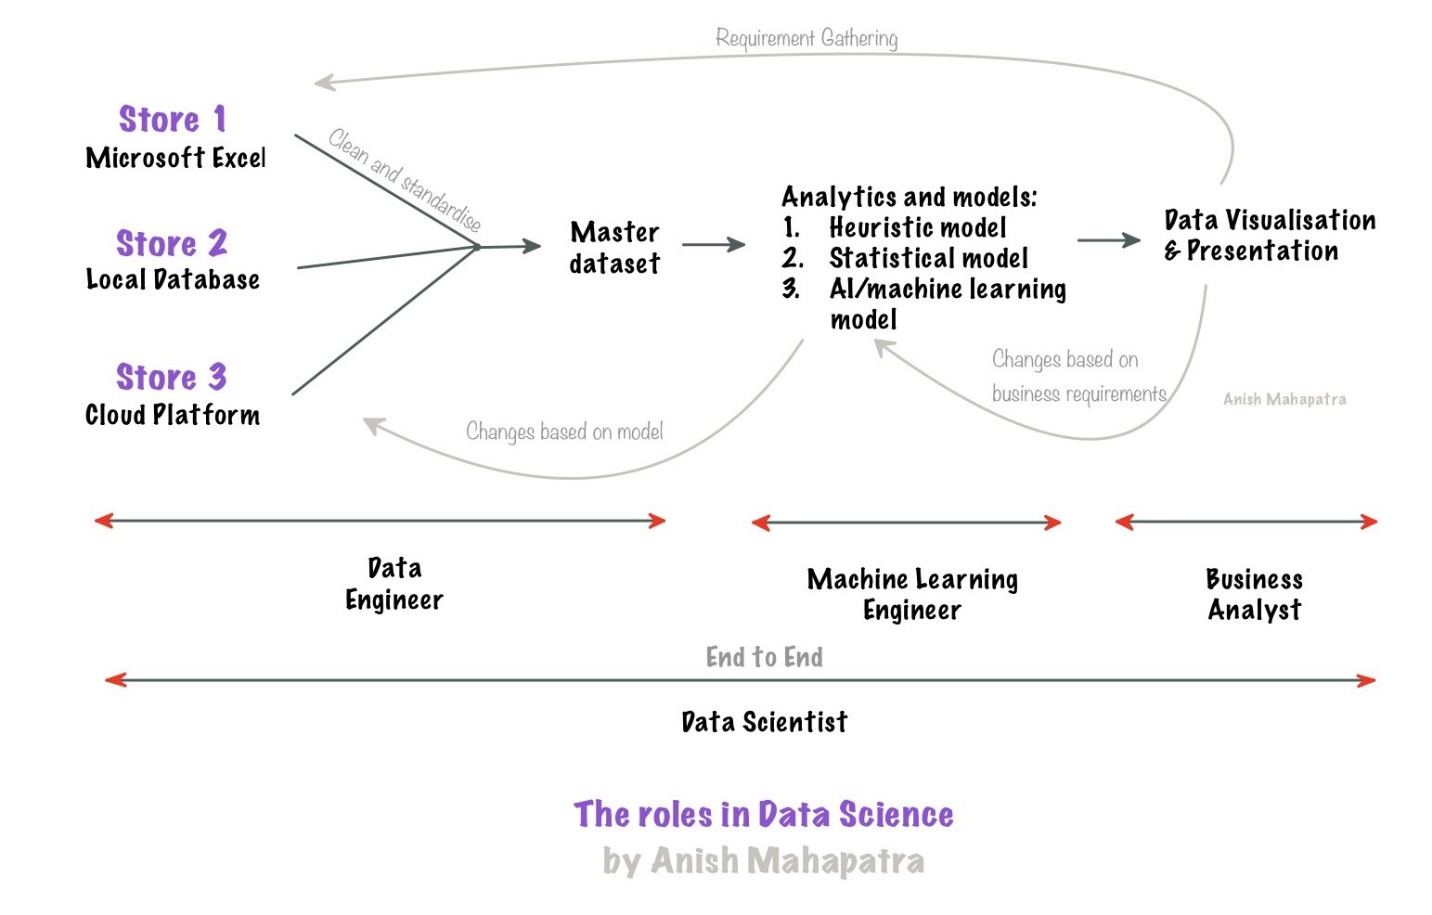 Requirement Gathering
Store 1
Microsoft Excel
Clean and standardise
Store 2
Local Database
Store 3
Cloud Platform
Master
dataset
Analytics and models:
1. Heuristic model
2. Statistical model
3. AI/machine learning
model
Data Visualisation
& Presentation
Changes based on
business requirements
Anish Mahapatra
Changes based on model
Data
Engineer
Machine Learning
Engineer
Business
Analyst
End to End
Data Scientist
The roles in Data Science
by Anish Mahapatra